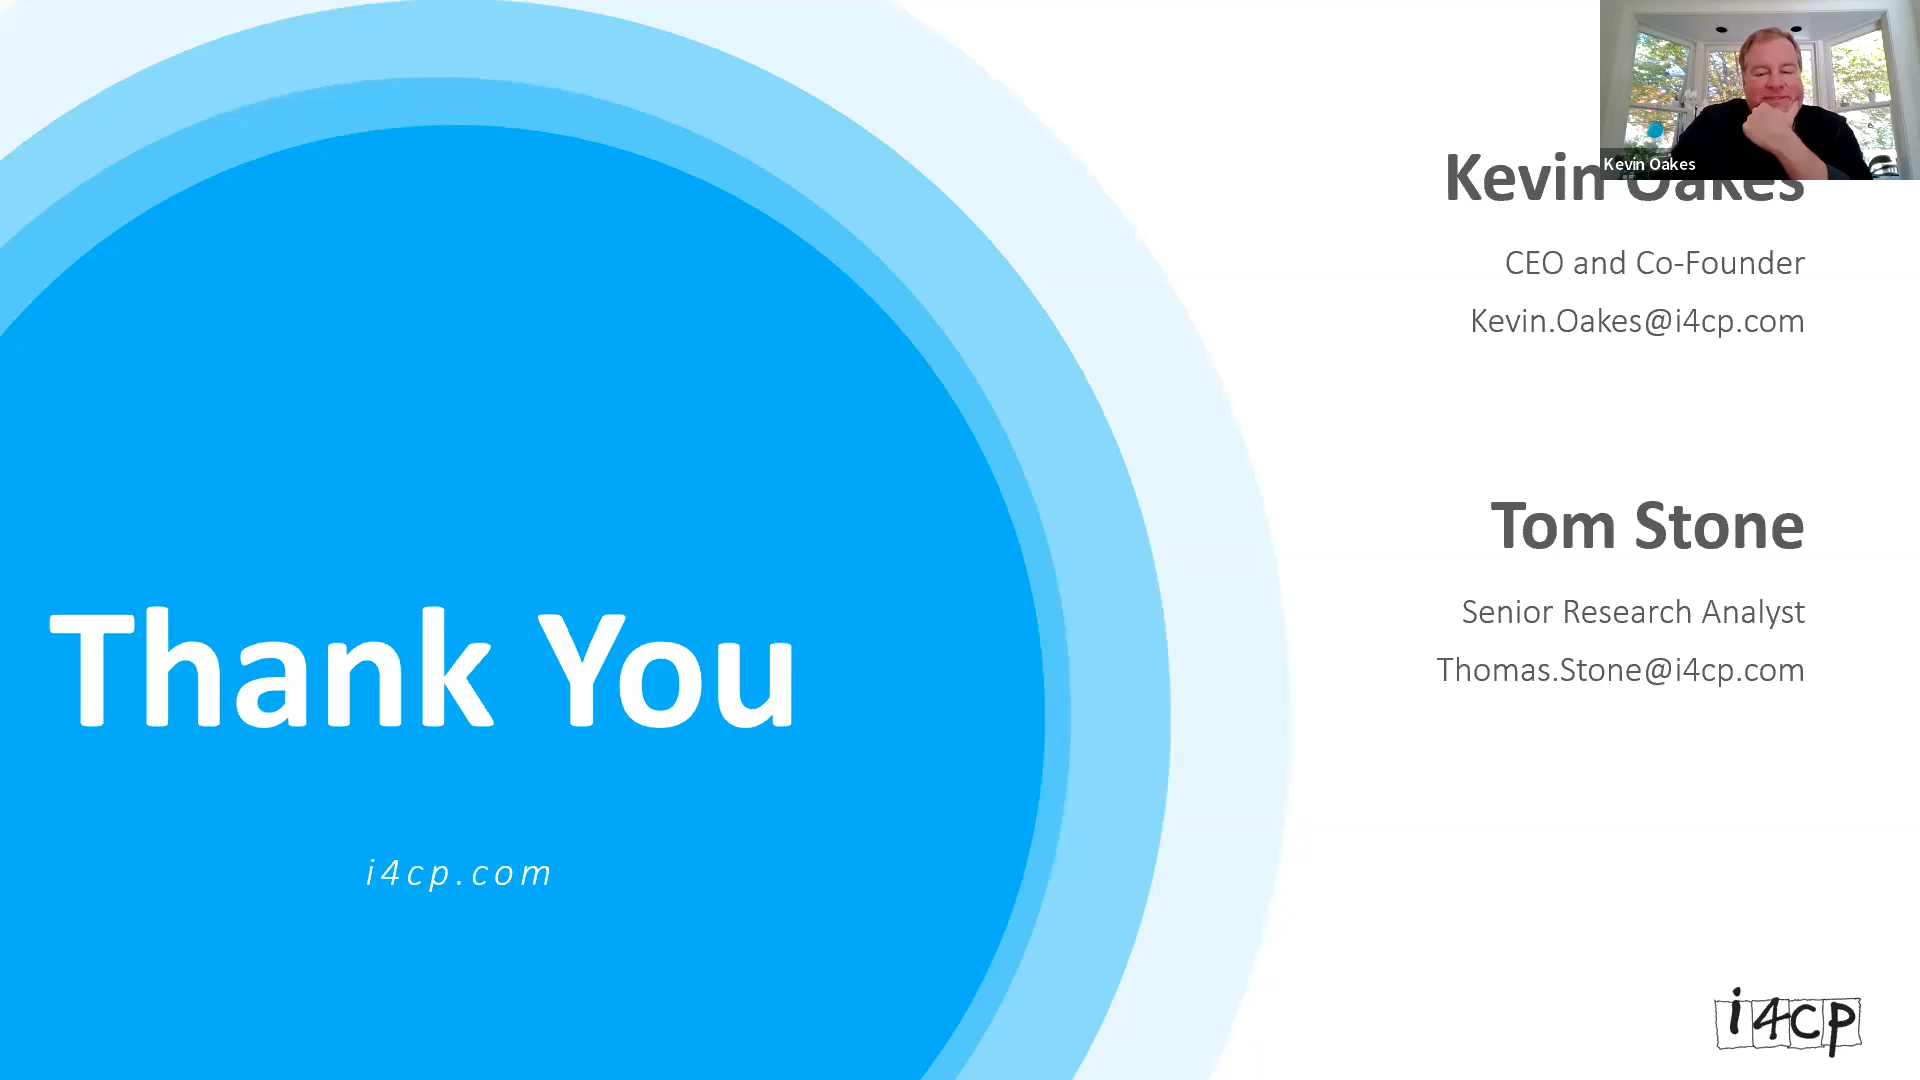 Kevin Oakes
Kevin Oakes
CEO and Co-Founder
Kevin.Oakes@i4cp.com
Tom Stone
Senior Research Analyst
Thomas.Stone@i4cp.com
Thank You
i4cp.com
i4cp